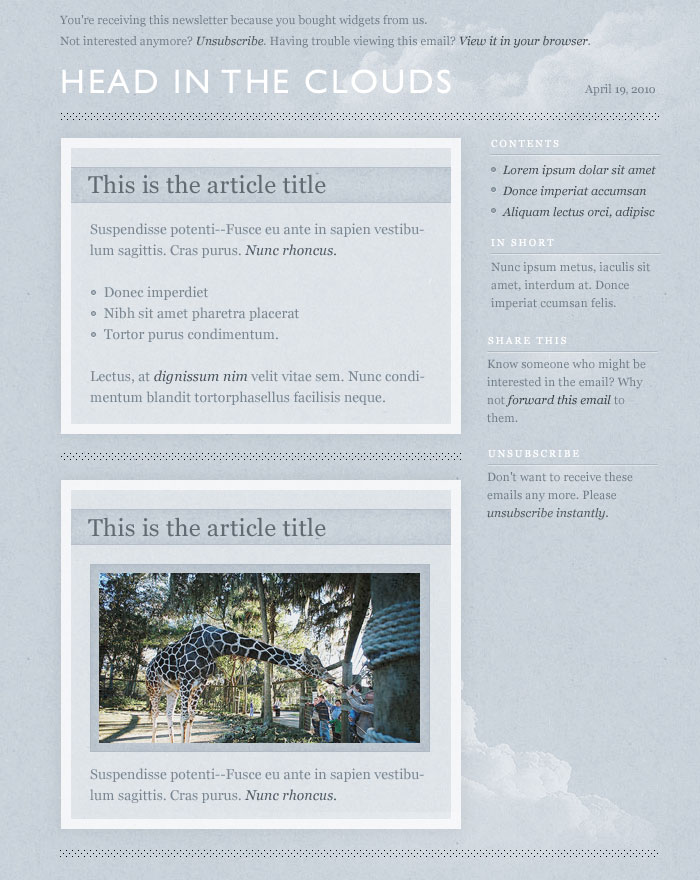 You're receiving this newsletter because you bought widgets from us.
Not interested anymore? Unsubscribe. Having trouble viewing this email? View it in your browser.
HEAD IN THE CLOUDS
April 19, 2010
This is the article title
Suspendisse potenti--Fusce eu ante in sapien vestibu-
lum sagittis. Cras purus. Nunc rhoncus.
Donec imperdiet
Nibh sit amet pharetra placerat
Tortor purus condimentum.
Lectus, at dignissum nim velit vitae sem. Nunc condi-
mentum blandit tortorphasellus facilisis neque.
This is the article title
Suspendisse potenti--Fusce eu ante in sapien vestibu-
lum sagittis. Cras purus. Nunc rhoncus.
CONTENTS
Lorem ipsum dolar sit amet
Donce imperiat accumsan
Aliquam lectus orci, adipisc
IN SHORT
Nunc ipsum metus, iaculis sit
amet, interdum at. Donce
imperiat ccumsan felis.
SHARE THIS
Know someone who might be
interested in the email? Why
not forward this email to
them.
UNSUBSCRIBE
Don't want to receive these
emails any more. Please
unsubscribe instantly.